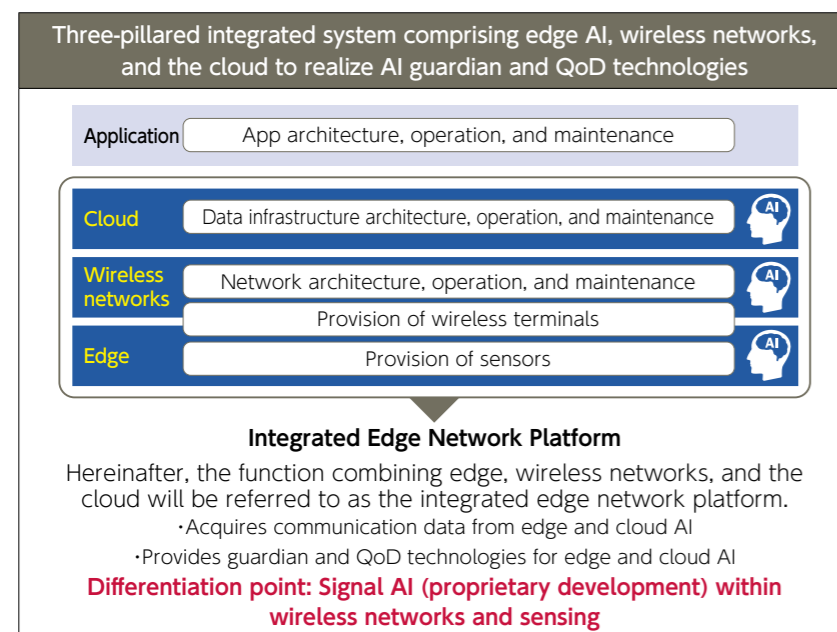 Three-pillared integrated system comprising edge AI, wireless networks,
and the cloud to realize AI guardian and QoD technologies
Application
App architecture, operation, and maintenance
Cloud
Data infrastructure architecture, operation, and maintenance
AI
Wireless
networks
Network architecture, operation, and maintenance
AI
Provision of wireless terminals
Edge
Provision of sensors
AI
Integrated Edge Network Platform
Hereinafter, the function combining edge, wireless networks, and the
cloud will be referred to as the integrated edge network platform.
・Acquires communication data from edge and cloud AI
・Provides guardian and QoD technologies for edge and cloud AI
Differentiation point: Signal AI (proprietary development) within
wireless networks and sensing